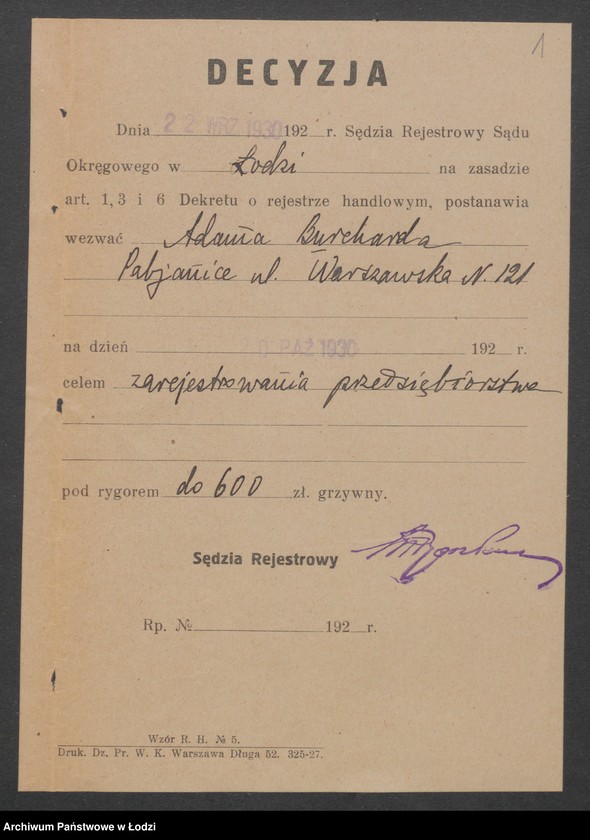 1
DECYZJA
Dnia 22 WRZ 1930 192 r. Sędzia Rejestrowy Sądu
Okręgowego w Łodzi na zasadzie
art. 1, 3 i 6 Dekretu o rejestrze handlowym, postanawia
wezwać Adama Burcharda
Pabjanice ul. Warszawska N. 121
na dzień 20 PAŹ 1930 192 r.
celem zarejestrowania przedsiębiorstwa
pod rygorem do 600 zł. grzywny.
Sędzia Rejestrowy
Rp. № 192 r.
Wzór R. H. № 5.
Druk. Dz. Pr. W. K. Warszawa Długa 52. 325-27.
Archiwum Państwowe w Łodzi